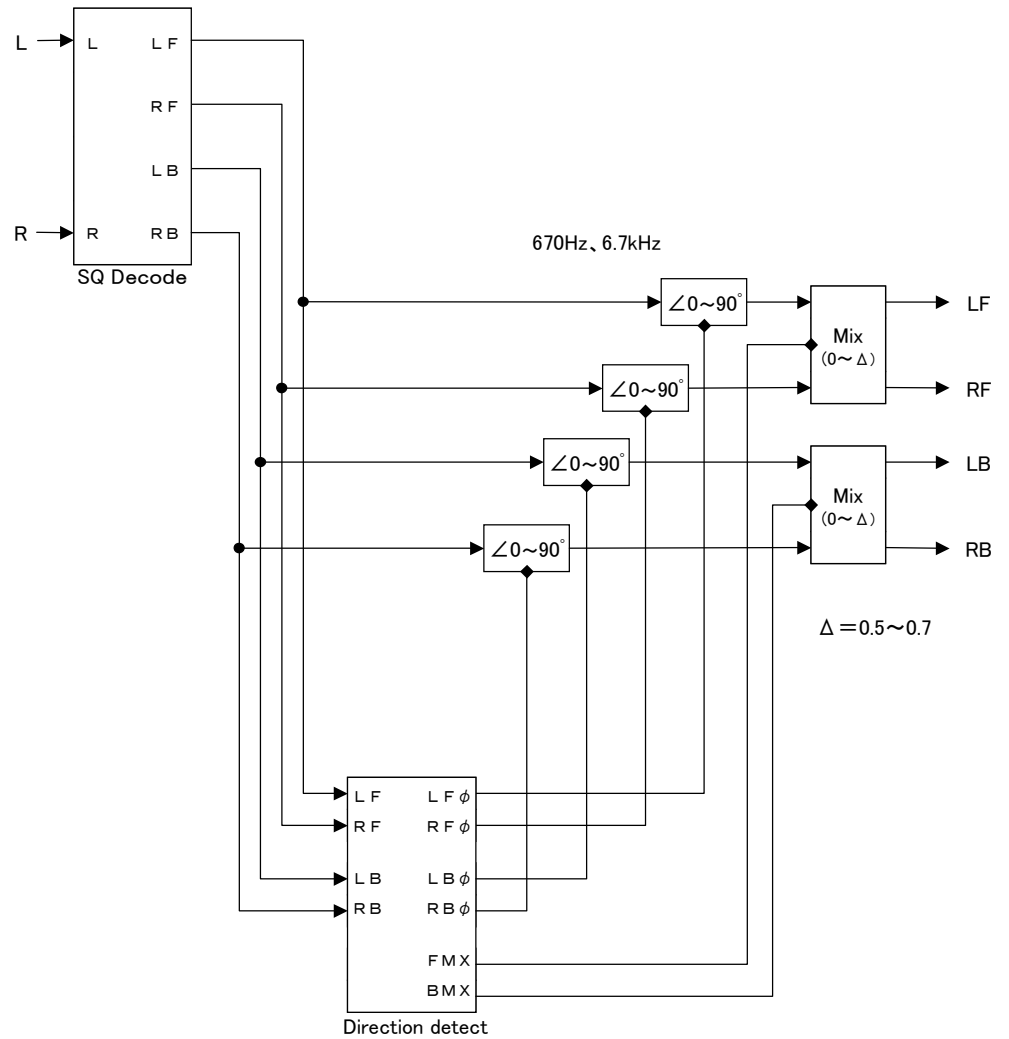 L
L
LF
RF
LB
R
R
RB
SQ Decode
670Hz、6.7kHz
∠0～90°
LF
Mix
(0～Δ)
∠0～90°
RF
∠0～90°
LB
Mix
(0～Δ)
∠0～90°
RB
Δ＝0.5～0.7
LF
LFφ
RF
RFφ
LB
LBφ
RB
RBφ
FMX
BMX
Direction detect